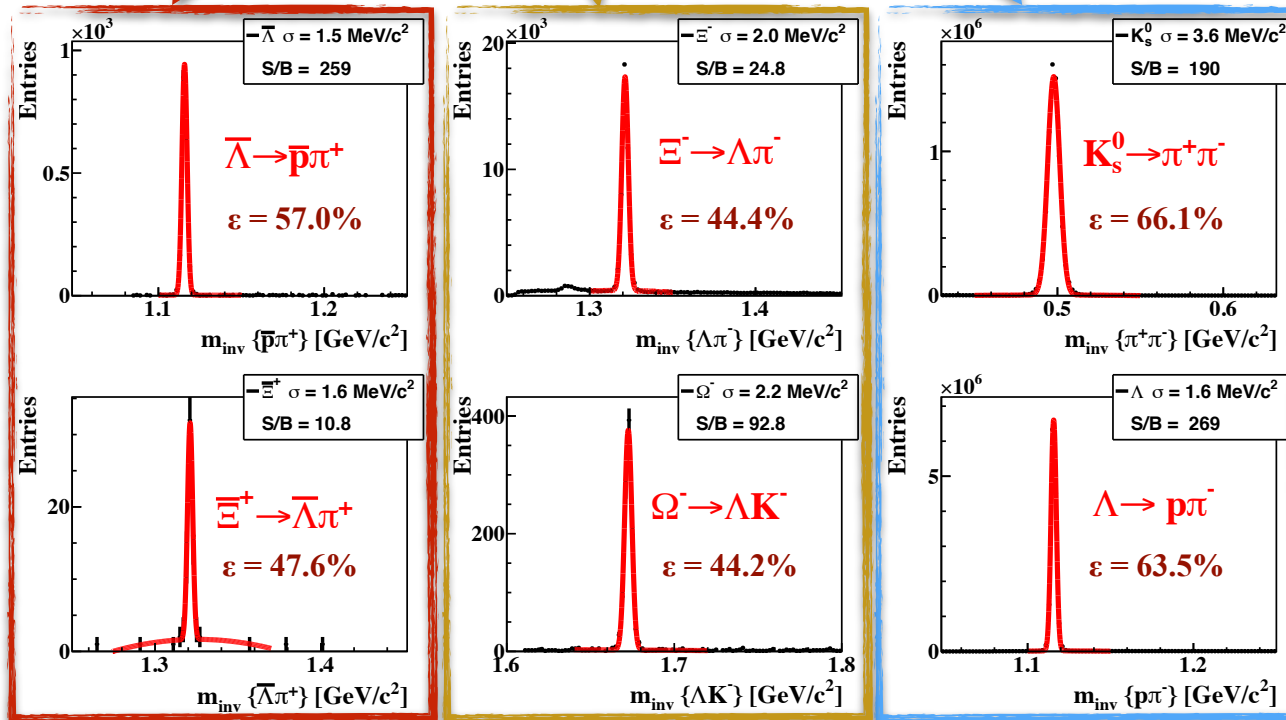 ×10³
Λ̅ σ = 1.5 MeV/c²
S/B = 259
Entries
1
0.5
0
Λ̅→p̅π⁺
ε = 57.0%
1.1
1.2
m_inv {p̅π⁺} [GeV/c²]
×10³
Ξ⁻ σ = 2.0 MeV/c²
S/B = 24.8
Entries
20
10
0
Ξ⁻→Λπ⁻
ε = 44.4%
1.3
1.4
m_inv {Λπ⁻} [GeV/c²]
×10⁶
K_s⁰ σ = 3.6 MeV/c²
S/B = 190
Entries
1
0
K_s⁰→π⁺π⁻
ε = 66.1%
0.5
0.6
m_inv {π⁺π⁻} [GeV/c²]
Ξ̅⁺ σ = 1.6 MeV/c²
S/B = 10.8
Entries
20
0
Ξ̅⁺→Λ̅π⁺
ε = 47.6%
1.3
1.4
m_inv {Λ̅π⁺} [GeV/c²]
Ω⁻ σ = 2.2 MeV/c²
S/B = 92.8
Entries
400
200
0
Ω⁻→ΛK⁻
ε = 44.2%
1.6
1.7
1.8
m_inv {ΛK⁻} [GeV/c²]
×10⁶
Λ σ = 1.6 MeV/c²
S/B = 269
Entries
5
0
Λ→ pπ⁻
ε = 63.5%
1.1
1.2
m_inv {pπ⁻} [GeV/c²]